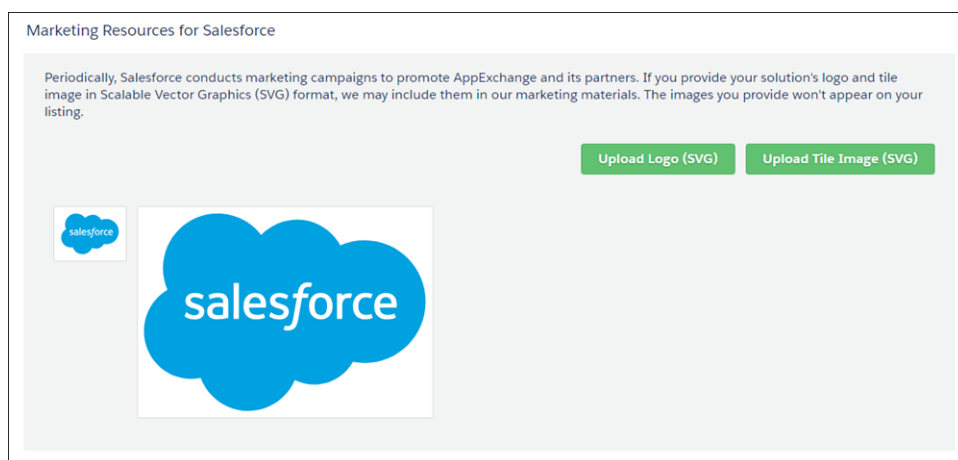 Marketing Resources for Salesforce
Periodically, Salesforce conducts marketing campaigns to promote AppExchange and its partners. If you provide your solution's logo and tile
image in Scalable Vector Graphics (SVG) format, we may include them in our marketing materials. The images you provide won't appear on your
listing.
Upload Logo (SVG) Upload Tile Image (SVG)
salesforce
salesforce